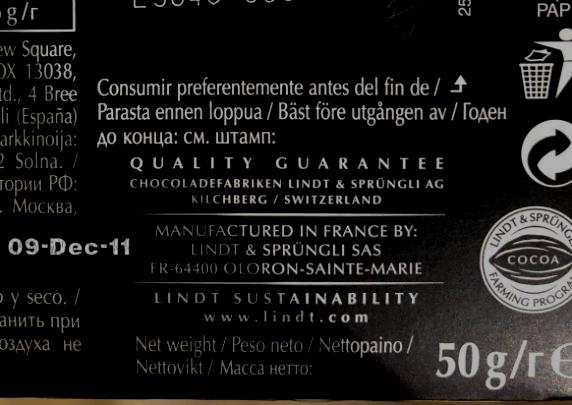 g/г
PAP
ew Square,
OX 13038,
td., 4 Bree
li (España)
arkkinoija:
2 Solna. /
тории РФ:
. Москва,
09-Dec-11
o y seco. /
анить при
оздуха не
25
Consumir preferentemente antes del fin de /
Parasta ennen loppua / Bäst före utgången av / Годен
до конца: см. штамп:
QUALITY GUARANTEE
CHOCOLADEFABRIKEN LINDT & SPRÜNGLI AG
KILCHBERG / SWITZERLAND
MANUFACTURED IN FRANCE BY:
LINDT & SPRÜNGLI SAS
FR-64400 OLORON-SAINTE-MARIE
LINDT SUSTAINABILITY
www.lindt.com
Net weight / Peso neto / Nettopaino /
Nettovikt / Масса нетто:
50 g/г e
LINDT & SPRÜNGL
COCOA
FARMING PROGRA